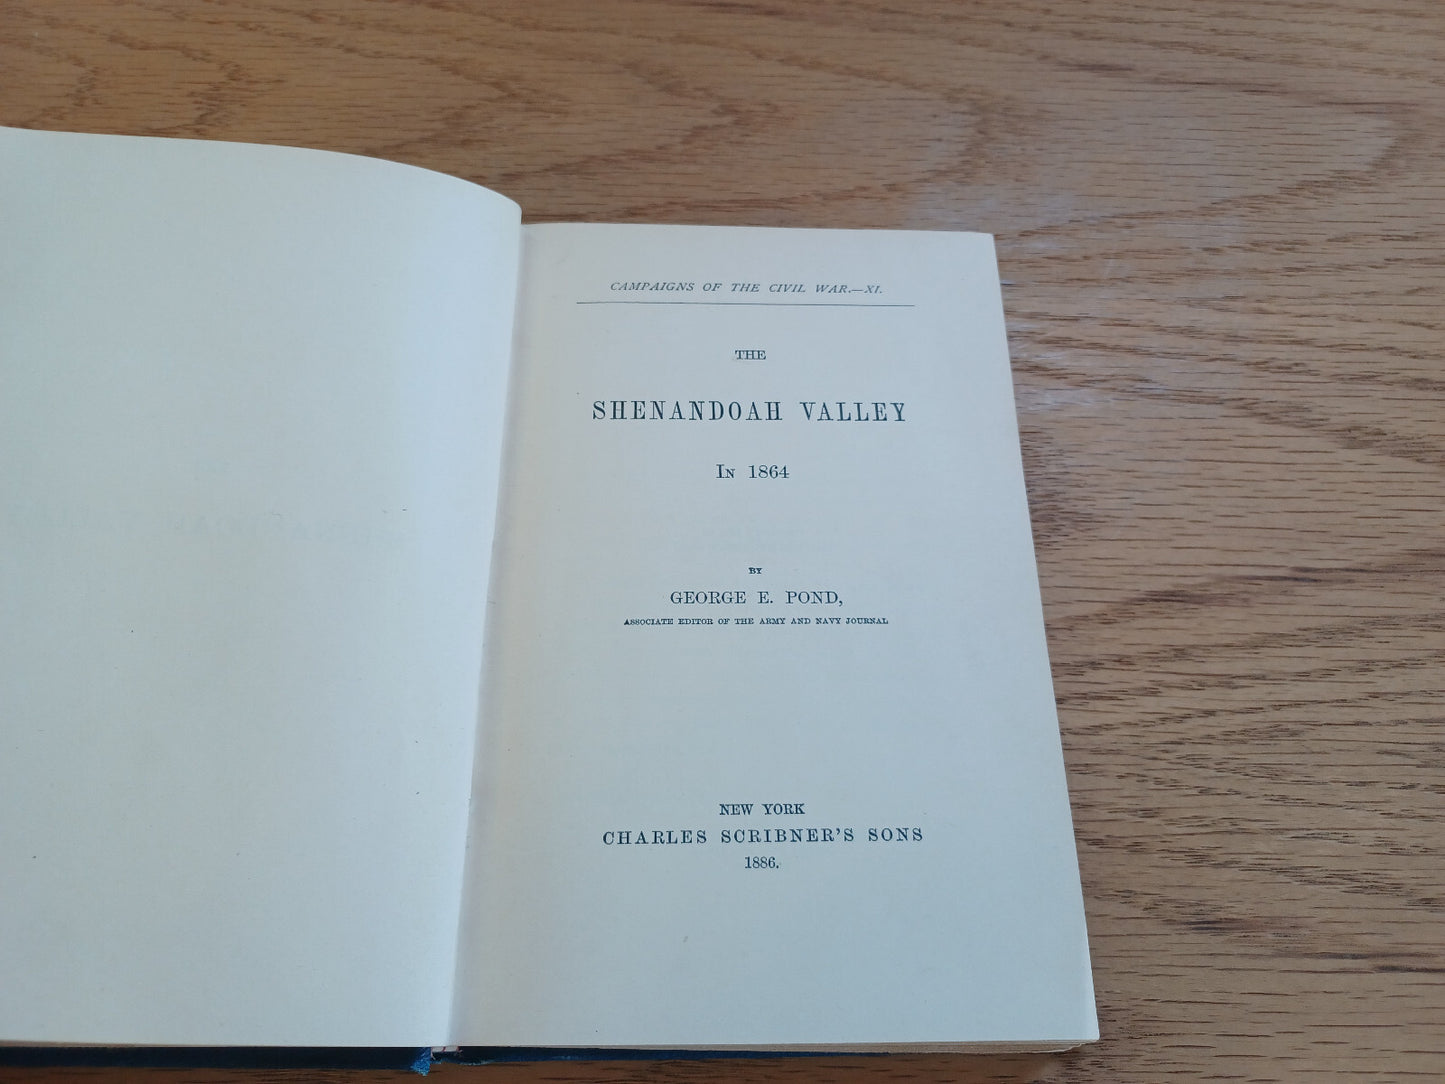 CAMPAIGNS OF THE CIVIL WAR.—XI.
THE
SHENANDOAH VALLEY
IN 1864
BY
GEORGE E. POND,
ASSOCIATE EDITOR OF THE ARMY AND NAVY JOURNAL
NEW YORK
CHARLES SCRIBNER'S SONS
1886.